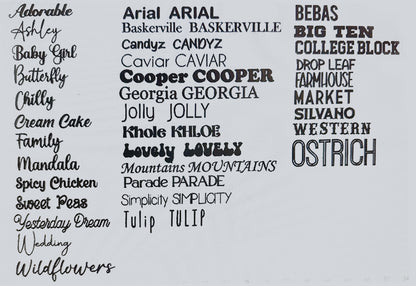 Adorable
Ashley
Baby Girl
Butterfly
Chilly
Cream Cake
Family
Mandala
Spicy Chicken
Sweet Peas
Yesterday Dream
Wedding
Wildflowers
Arial ARIAL
Baskerville BASKERVILLE
Candyz CANDYZ
Caviar CAVIAR
Cooper COOPER
Georgia GEORGIA
Jolly JOLLY
Khole KHLOE
Lovely LOVELY
Mountains MOUNTAINS
Parade PARADE
Simplicity SIMPLICITY
Tulip TULIP
BEBAS
BIG TEN
COLLEGE BLOCK
DROP LEAF
FARMHOUSE
MARKET
SILVANO
WESTERN
OSTRICH